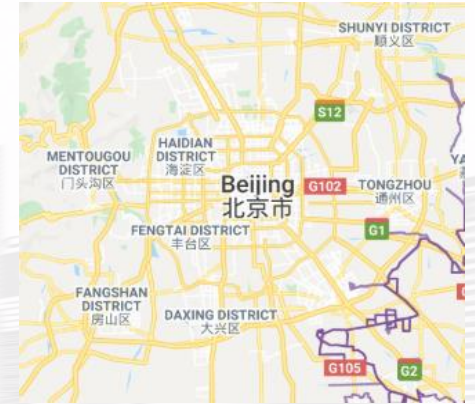 SHUNYI DISTRICT
顺义区
S12
HAIDIAN
DISTRICT
海淀区
MENTOUGOU
DISTRICT
门头沟区
Beijing
北京市
G102
TONGZHOU
通州区
YA
G1
FENGTAI DISTRICT
丰台区
FANGSHAN
DISTRICT
房山区
DAXING DISTRICT
大兴区
G105
G2